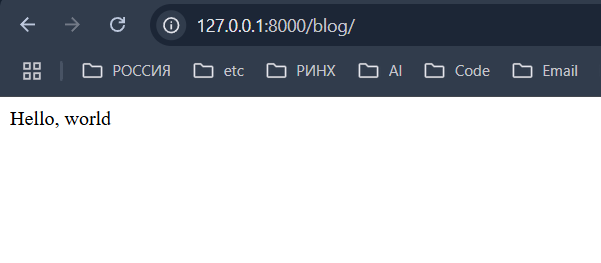 127.0.0.1:8000/blog/
РОССИЯ etc РИНХ AI Code Email
Hello, world